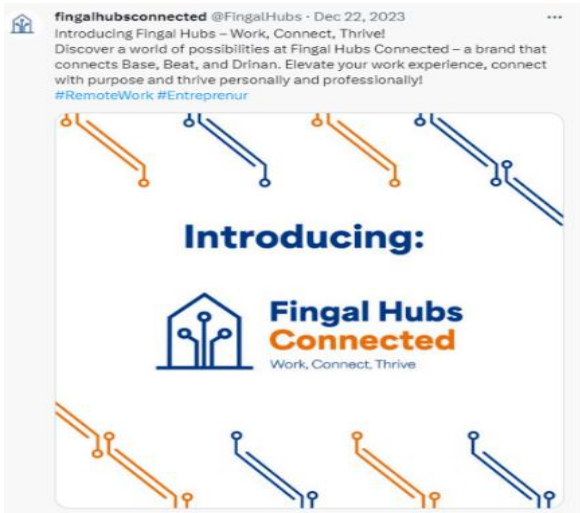 fingalhubsconnected @FingalHubs · Dec 22, 2023 ...
Introducing Fingal Hubs – Work, Connect, Thrive!
Discover a world of possibilities at Fingal Hubs Connected – a brand that
connects Base, Beat, and Drinan. Elevate your work experience, connect
with purpose and thrive personally and professionally!
#RemoteWork #Entreprenur
Introducing:
Fingal Hubs
Connected
Work, Connect, Thrive